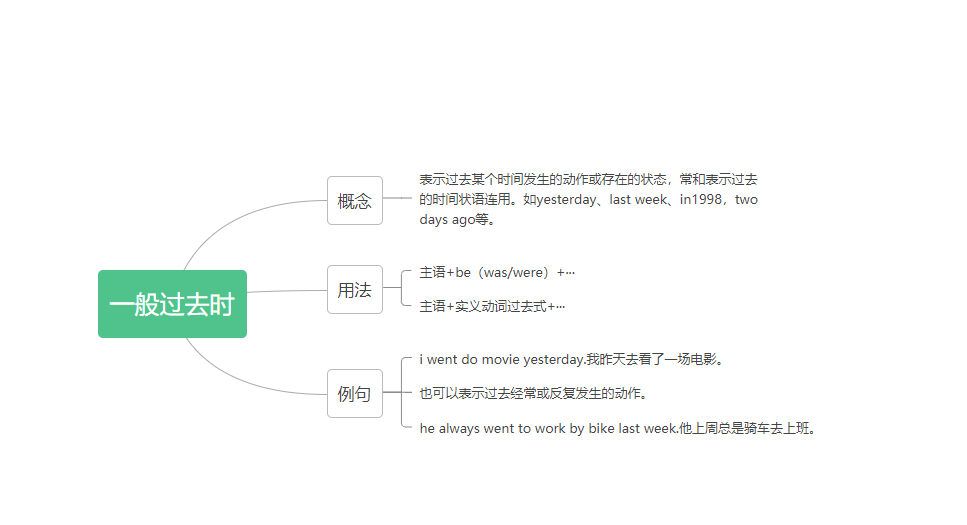 一般过去时
概念
表示过去某个时间发生的动作或存在的状态，常和表示过去
的时间状语连用。如yesterday、last week、in1998，two
days ago等。
用法
主语+be（was/were）+···
主语+实义动词过去式+···
例句
i went do movie yesterday.我昨天去看了一场电影。
也可以表示过去经常或反复发生的动作。
he always went to work by bike last week.他上周总是骑车去上班。